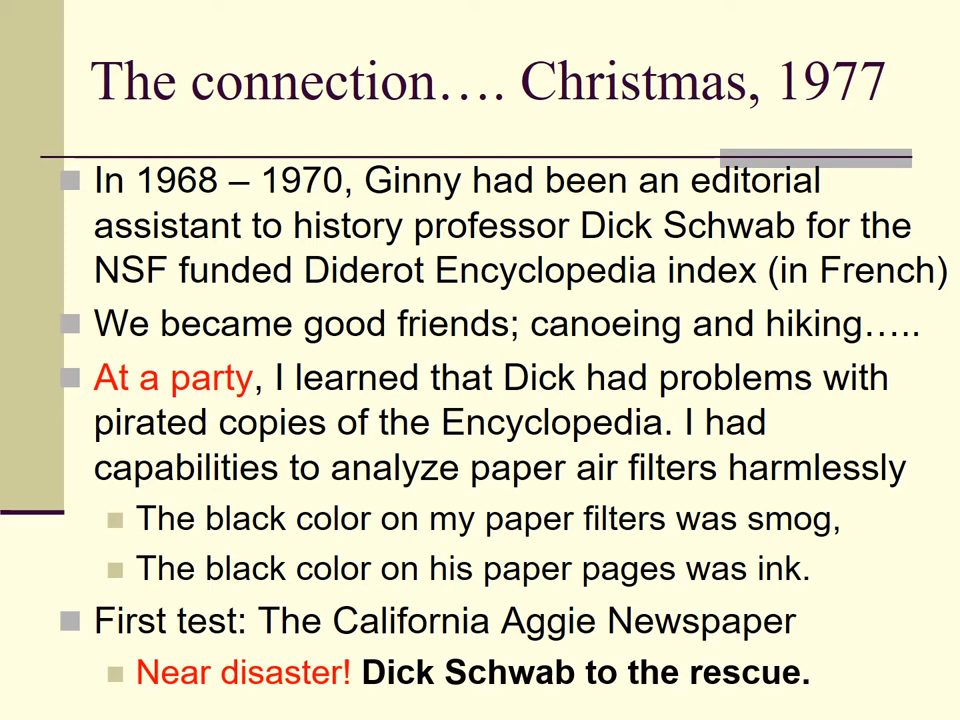 The connection…. Christmas, 1977
In 1968 – 1970, Ginny had been an editorial
assistant to history professor Dick Schwab for the
NSF funded Diderot Encyclopedia index (in French)
We became good friends; canoeing and hiking…..
At a party, I learned that Dick had problems with
pirated copies of the Encyclopedia. I had
capabilities to analyze paper air filters harmlessly
The black color on my paper filters was smog,
The black color on his paper pages was ink.
First test: The California Aggie Newspaper
Near disaster! Dick Schwab to the rescue.